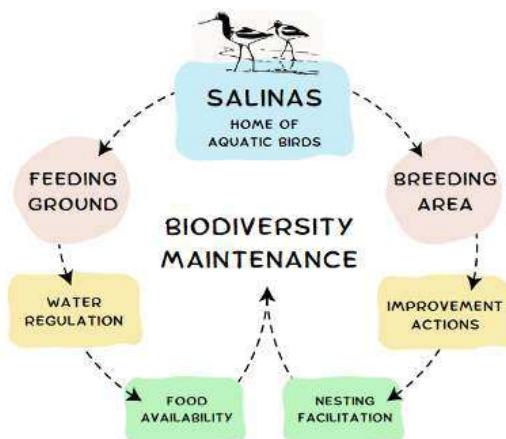 SALINAS
HOME OF
AQUATIC BIRDS
FEEDING
GROUND
BREEDING
AREA
BIODIVERSITY
MAINTENANCE
WATER
REGULATION
IMPROVEMENT
ACTIONS
FOOD
AVAILABILITY
NESTING
FACILITATION